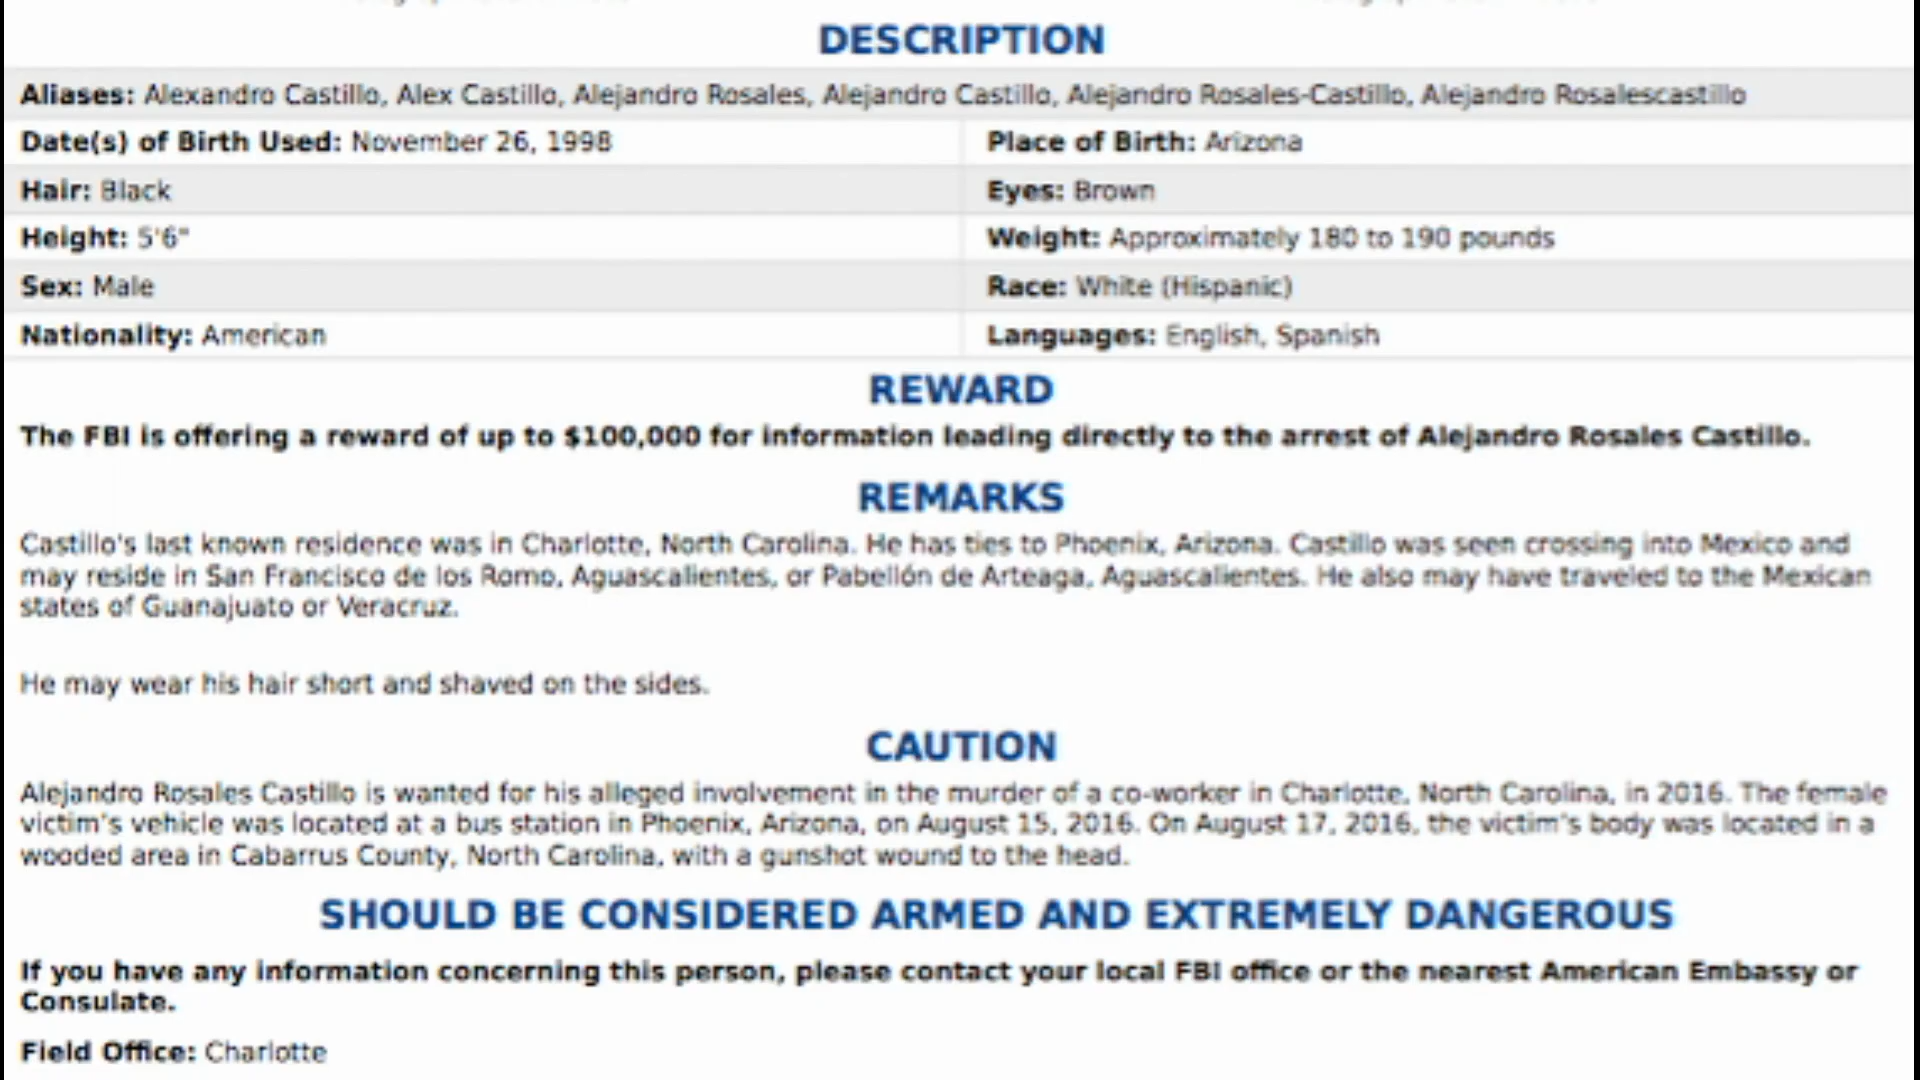 DESCRIPTION
Aliases: Alexandro Castillo, Alex Castillo, Alejandro Rosales, Alejandro Castillo, Alejandro Rosales-Castillo, Alejandro Rosalescastillo
Date(s) of Birth Used: November 26, 1998
Place of Birth: Arizona
Hair: Black
Eyes: Brown
Height: 5'6"
Weight: Approximately 180 to 190 pounds
Sex: Male
Race: White (Hispanic)
Nationality: American
Languages: English, Spanish
REWARD
The FBI is offering a reward of up to $100,000 for information leading directly to the arrest of Alejandro Rosales Castillo.
REMARKS
Castillo's last known residence was in Charlotte, North Carolina. He has ties to Phoenix, Arizona. Castillo was seen crossing into Mexico and
may reside in San Francisco de los Romo, Aguascalientes, or Pabellón de Arteaga, Aguascalientes. He also may have traveled to the Mexican
states of Guanajuato or Veracruz.
He may wear his hair short and shaved on the sides.
CAUTION
Alejandro Rosales Castillo is wanted for his alleged involvement in the murder of a co-worker in Charlotte, North Carolina, in 2016. The female
victim's vehicle was located at a bus station in Phoenix, Arizona, on August 15, 2016. On August 17, 2016, the victim's body was located in a
wooded area in Cabarrus County, North Carolina, with a gunshot wound to the head.
SHOULD BE CONSIDERED ARMED AND EXTREMELY DANGEROUS
If you have any information concerning this person, please contact your local FBI office or the nearest American Embassy or
Consulate.
Field Office: Charlotte